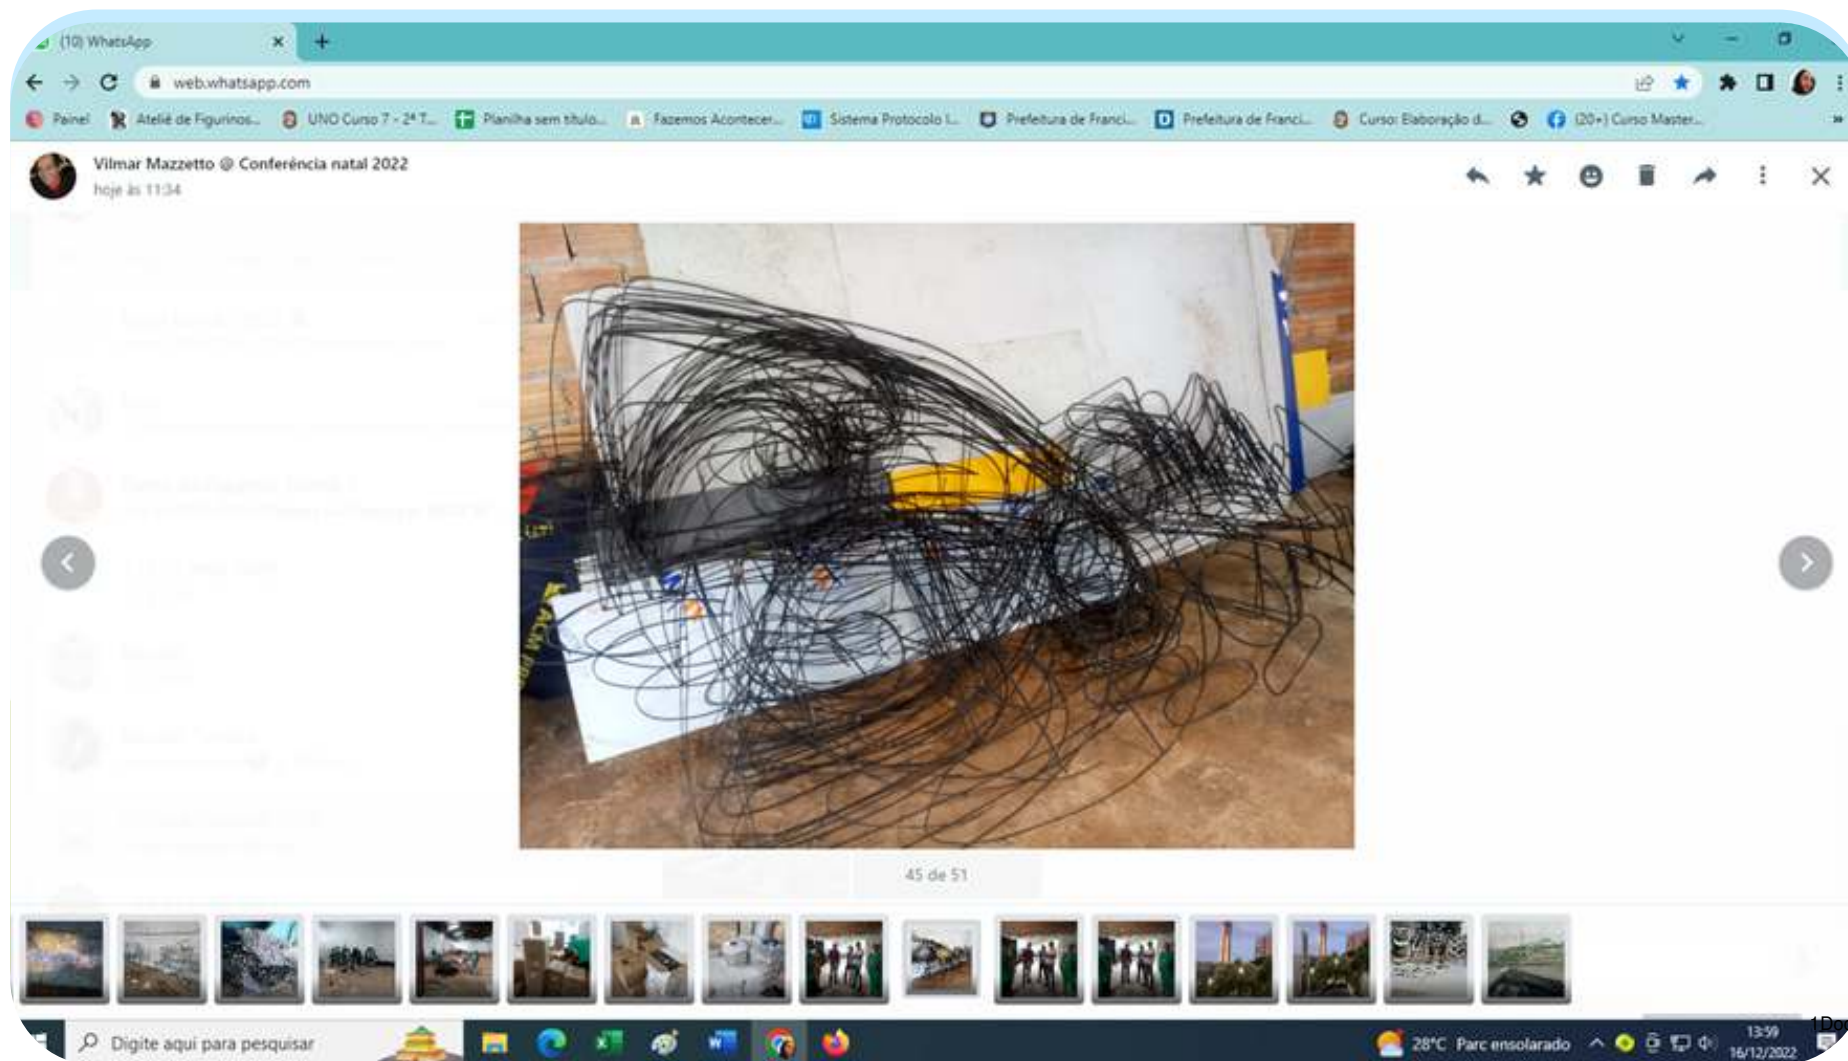 (10) WhatsApp
web.whatsapp.com
Painel
Ateliê de Figurinos...
UNO Curso 7 - 2ª T...
Planilha sem título...
Fazemos Acontecer...
Sistema Protocolo I...
Prefeitura de Franci...
Prefeitura de Franci...
Curso: Elaboração d...
(20+) Curso Master...
Vilmar Mazzetto @ Conferência natal 2022
hoje às 11:34
45 de 51
Digite aqui para pesquisar
28°C Parc ensolarado
13:59
16/12/2022
1Doc